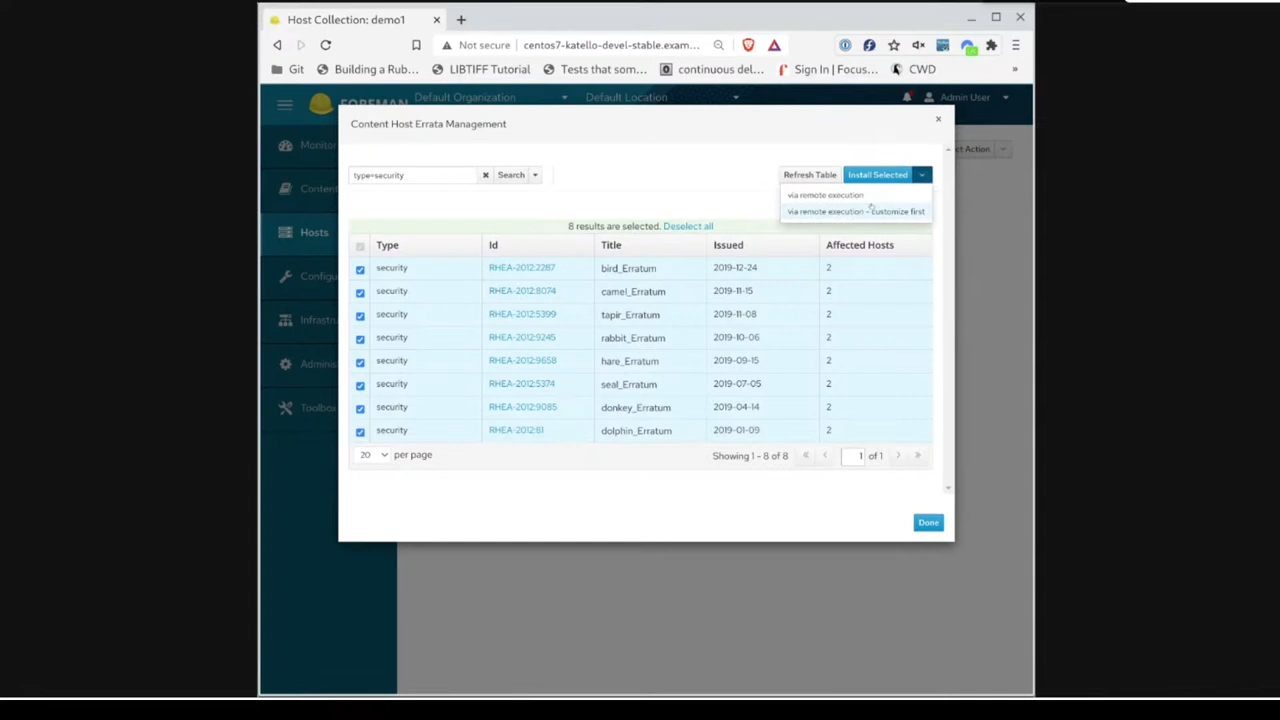 Host Collection: demo1
Not secure centos7-katello-devel-stable.exam...
Git Building a Rub... LIBTIFF Tutorial Tests that som... continuous del... Sign In | Focus... CWD »
FOREMAN Default Organization Default Location Admin User
Monitor
Content
Hosts
Configu
Infrastru
Adminis
Toolbox
ct Action
Content Host Errata Management
type=security Search Refresh Table Install Selected
via remote execution
via remote execution - customize first
8 results are selected. Deselect all
Type Id Title Issued Affected Hosts
security RHEA-2012:2287 bird_Erratum 2019-12-24 2
security RHEA-2012:8074 camel_Erratum 2019-11-15 2
security RHEA-2012:5399 tapir_Erratum 2019-11-08 2
security RHEA-2012:9245 rabbit_Erratum 2019-10-06 2
security RHEA-2012:9658 hare_Erratum 2019-09-15 2
security RHEA-2012:5374 seal_Erratum 2019-07-05 2
security RHEA-2012:9085 donkey_Erratum 2019-04-14 2
security RHEA-2012:81 dolphin_Erratum 2019-01-09 2
20 per page Showing 1 - 8 of 8 « ‹ 1 of 1 › »
Done